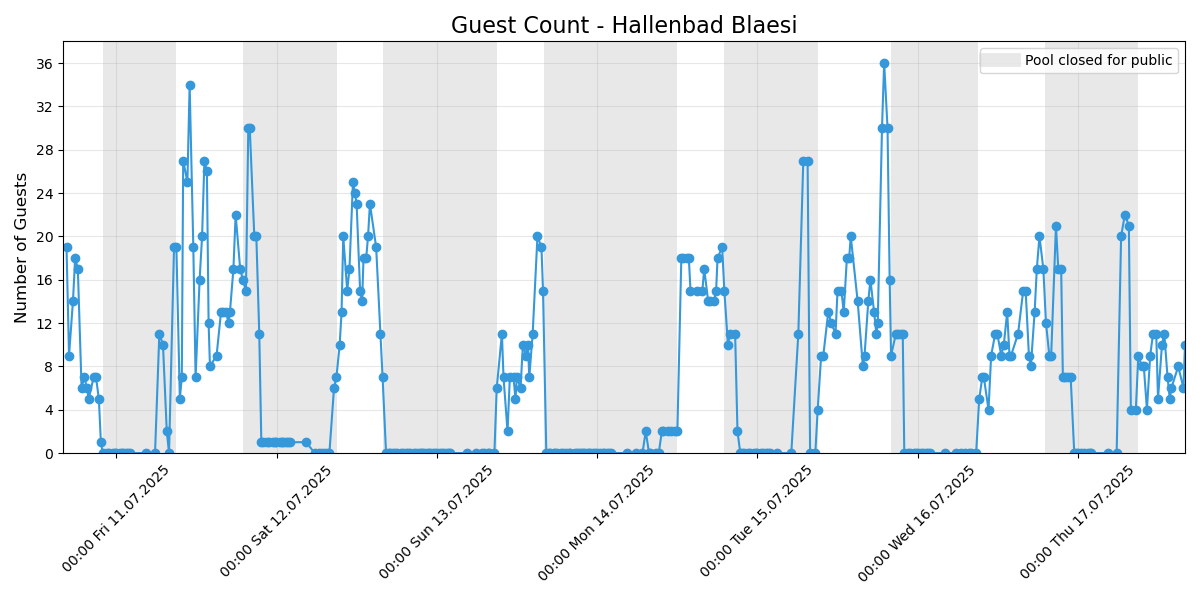 Guest Count - Hallenbad Blaesi
Pool closed for public
Number of Guests
36
32
28
24
20
16
12
8
4
0
00:00 Fri 11.07.2025
00:00 Sat 12.07.2025
00:00 Sun 13.07.2025
00:00 Mon 14.07.2025
00:00 Tue 15.07.2025
00:00 Wed 16.07.2025
00:00 Thu 17.07.2025